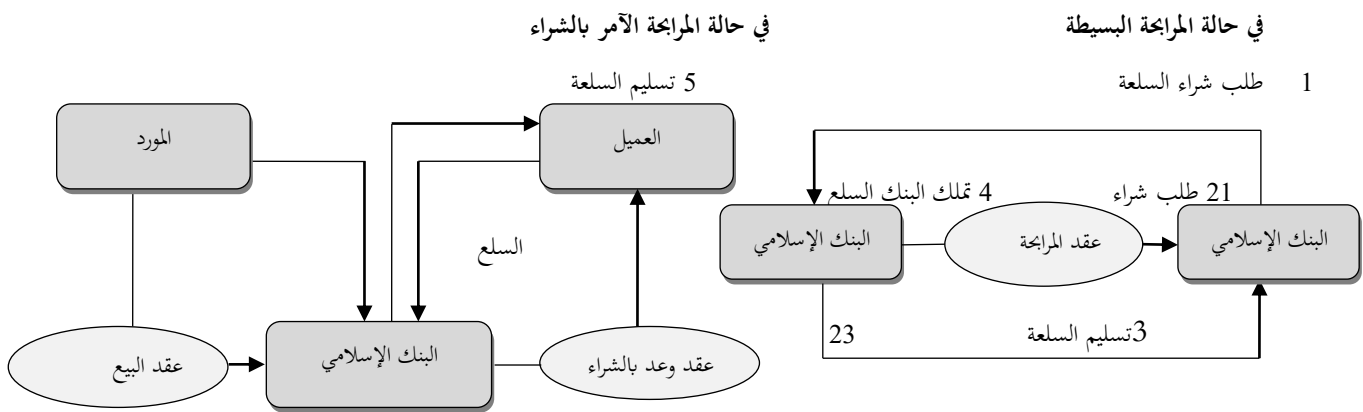 في حالة المرابحة البسيطة
في حالة المرابحة الآمر بالشراء
1 طلب شراء السلعة
5 تسليم السلعة
العميل
المورد
21 طلب شراء
4 تملك البنك السلع
البنك الإسلامي
عقد المرابحة
البنك الإسلامي
السلع
3تسليم السلعة
23
عقد وعد بالشراء
البنك الإسلامي
عقد البيع